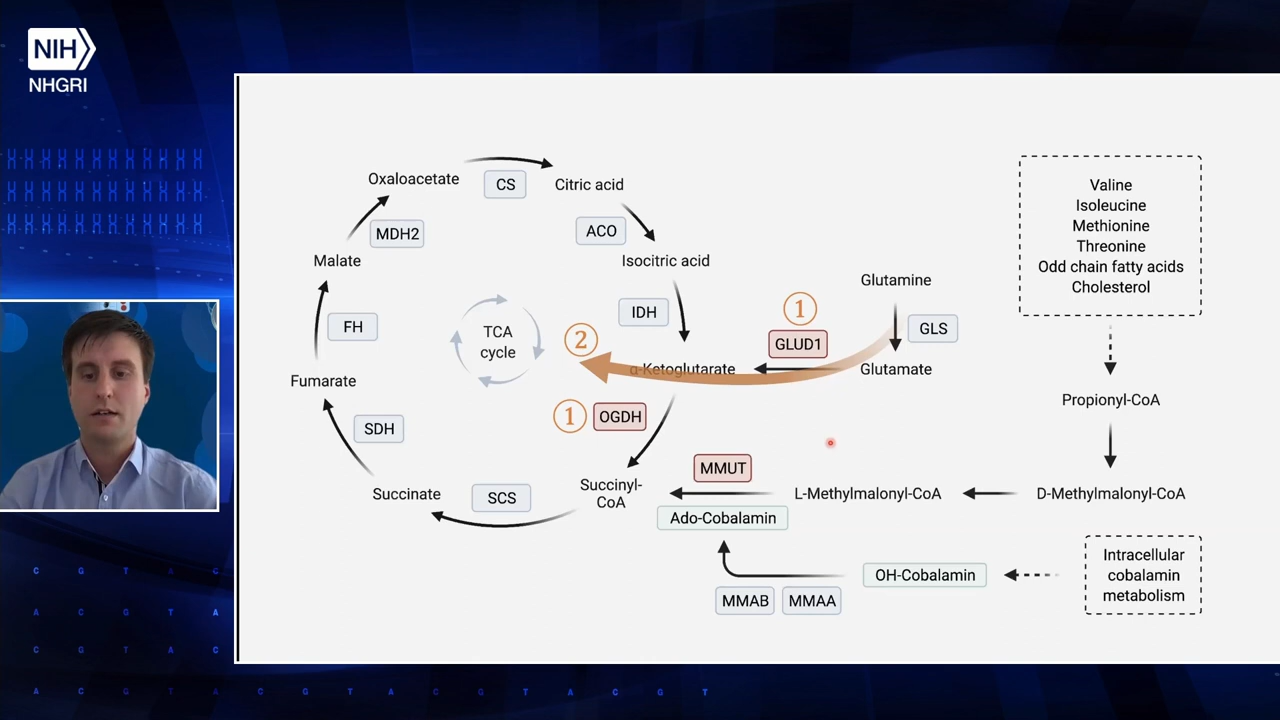 NIH
NHGRI
Oxaloacetate
CS
Citric acid
MDH2
ACO
Malate
Isocitric acid
FH
IDH
TCA
cycle
Fumarate
2
α-Ketoglutarate
1
GLUD1
Glutamine
GLS
Glutamate
1
OGDH
SDH
Succinate
SCS
Succinyl-
CoA
MMUT
Ado-Cobalamin
L-Methylmalonyl-CoA
D-Methylmalonyl-CoA
Valine
Isoleucine
Methionine
Threonine
Odd chain fatty acids
Cholesterol
Propionyl-CoA
MMAB
MMAA
OH-Cobalamin
Intracellular
cobalamin
metabolism
C G T A C
A C G T A
C G T A C
A C G T A C G T A C G T A C G T